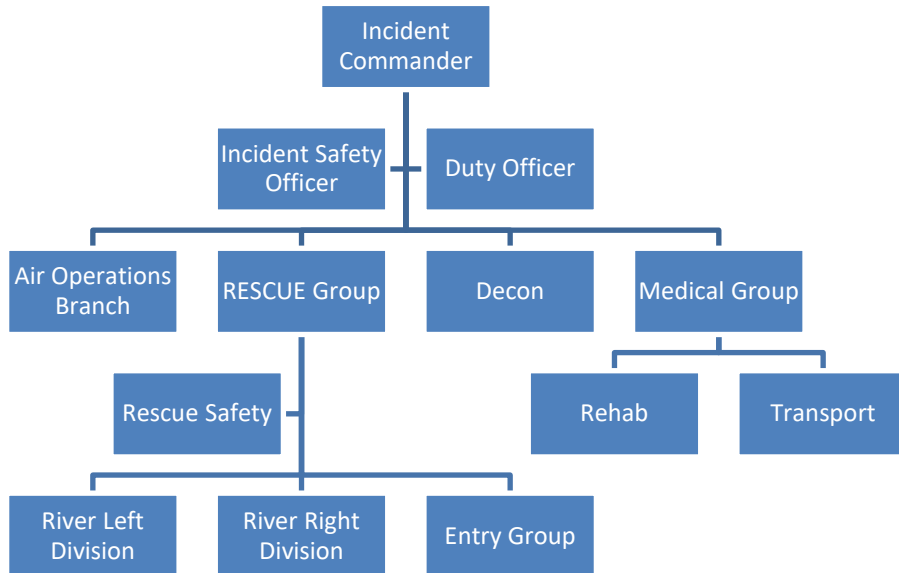 Incident
Commander
Incident Safety
Officer
Duty Officer
Air Operations
Branch
RESCUE Group
Decon
Medical Group
Rescue Safety
Rehab
Transport
River Left
Division
River Right
Division
Entry Group